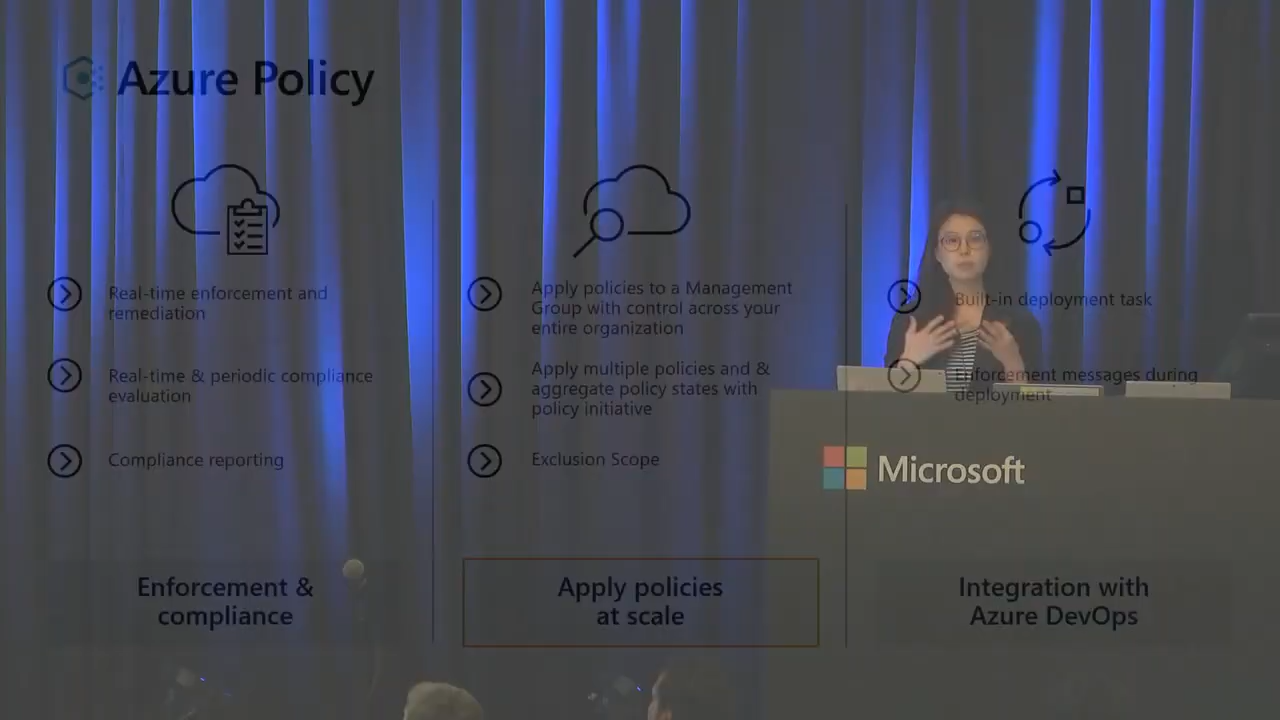 Azure Policy
Real-time enforcement and
remediation
Real-time & periodic compliance
evaluation
Compliance reporting
Enforcement &
compliance
Apply policies to a Management
Group with control across your
entire organization
Apply multiple policies and &
aggregate policy states with
policy initiative
Exclusion Scope
Apply policies
at scale
Built-in deployment task
Enforcement messages during
deployment
Integration with
Azure DevOps
Microsoft